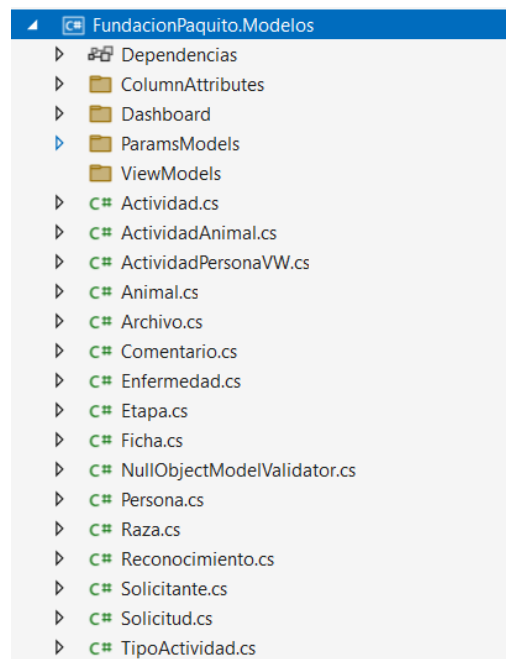 C# FundacionPaquito.Modelos
Dependencias
ColumnAttributes
Dashboard
ParamsModels
ViewModels
C# Actividad.cs
C# ActividadAnimal.cs
C# ActividadPersonaVW.cs
C# Animal.cs
C# Archivo.cs
C# Comentario.cs
C# Enfermedad.cs
C# Etapa.cs
C# Ficha.cs
C# NullObjectModelValidator.cs
C# Persona.cs
C# Raza.cs
C# Reconocimiento.cs
C# Solicitante.cs
C# Solicitud.cs
C# TipoActividad.cs